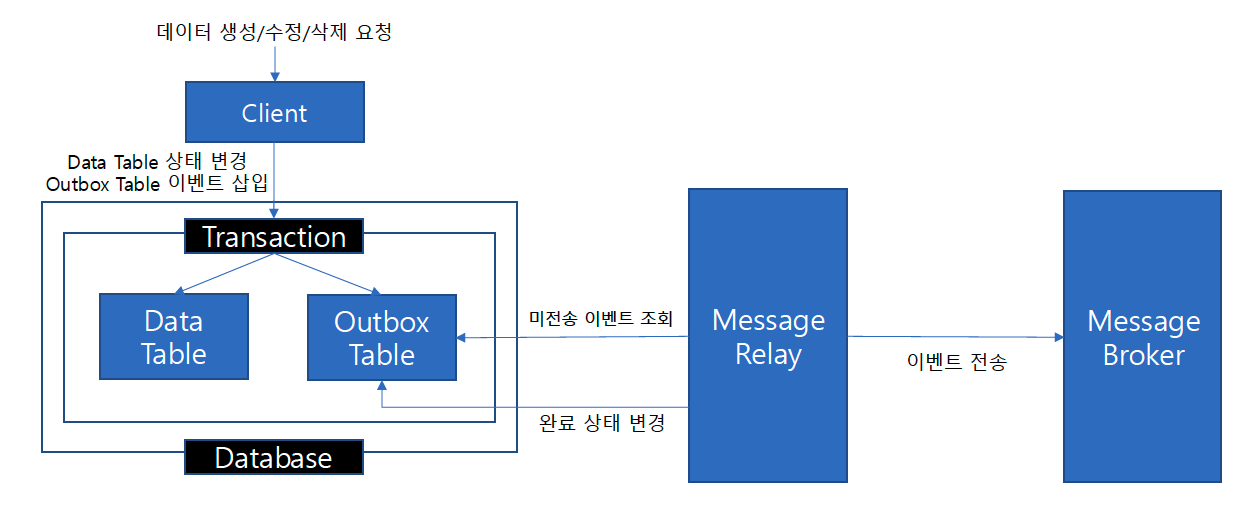 데이터 생성/수정/삭제 요청
Client
Data Table 상태 변경
Outbox Table 이벤트 삽입
Transaction
Data
Table
Outbox
Table
Database
미전송 이벤트 조회
완료 상태 변경
Message
Relay
이벤트 전송
Message
Broker